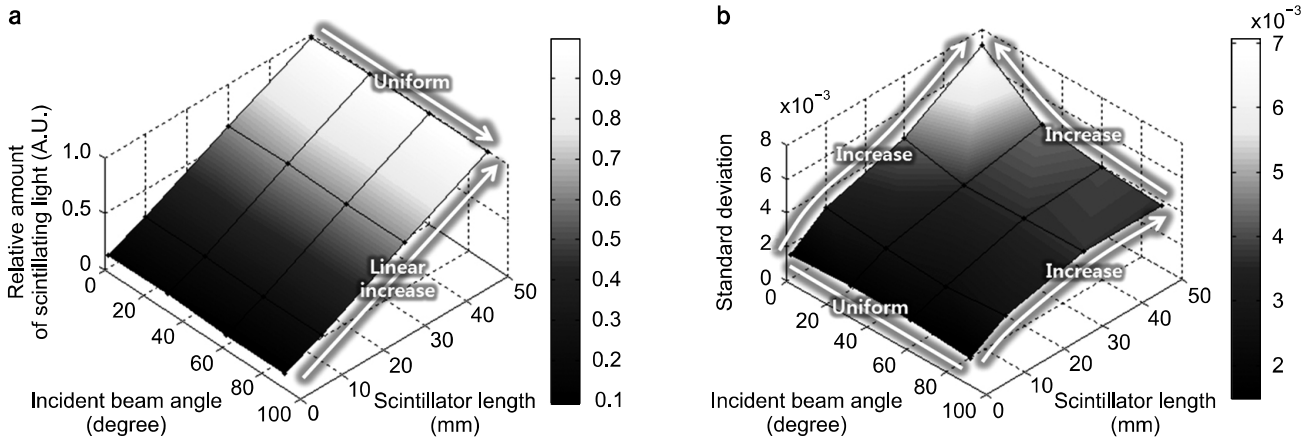 a
Relative amount
of scintillating light (A.U.)
1.0
0.5
0
0
20
40
60
80
100
Incident beam angle
(degree)
0
10
20
30
40
50
Scintillator length
(mm)
Uniform
Linear
increase
0.9
0.8
0.7
0.6
0.5
0.4
0.3
0.2
0.1
b
Standard deviation
×10⁻³
8
6
4
2
0
0
20
40
60
80
100
Incident beam angle
(degree)
0
10
20
30
40
50
Scintillator length
(mm)
Increase
Increase
Increase
Uniform
×10⁻³
7
6
5
4
3
2